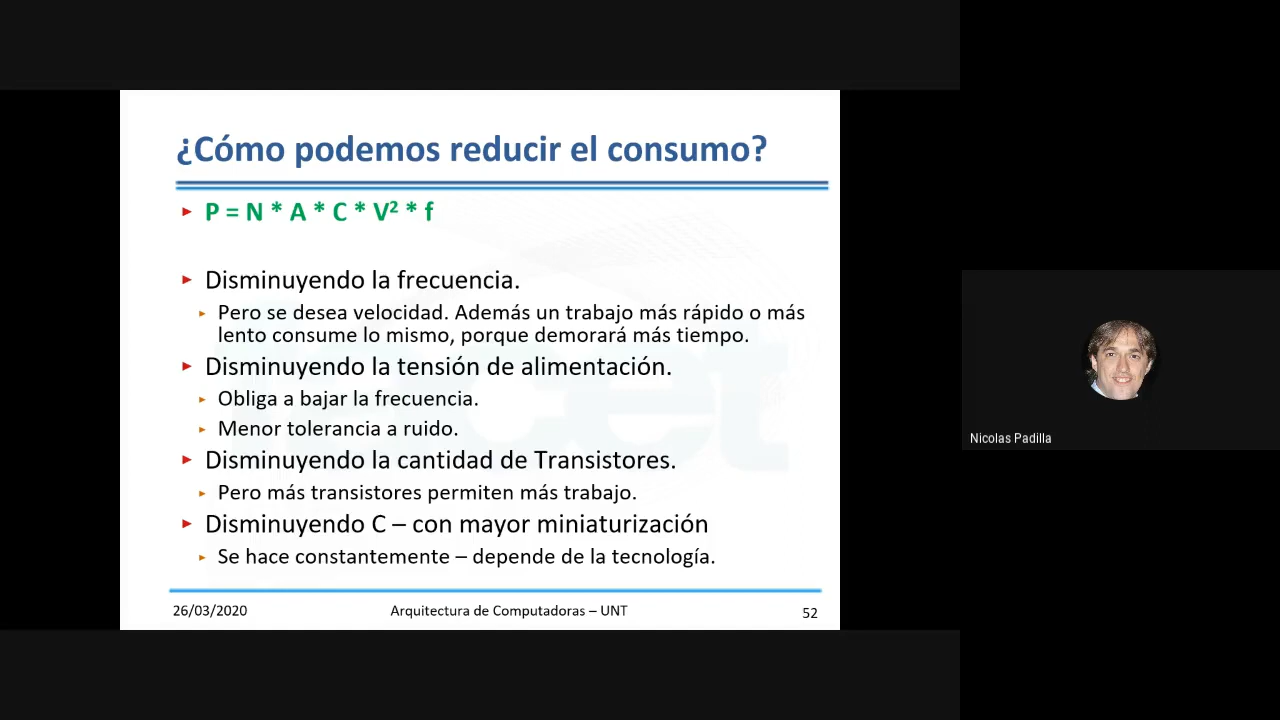 ¿Cómo podemos reducir el consumo?
P = N * A * C * V² * f
Disminuyendo la frecuencia.
Pero se desea velocidad. Además un trabajo más rápido o más
lento consume lo mismo, porque demorará más tiempo.
Disminuyendo la tensión de alimentación.
Obliga a bajar la frecuencia.
Menor tolerancia a ruido.
Disminuyendo la cantidad de Transistores.
Pero más transistores permiten más trabajo.
Disminuyendo C – con mayor miniaturización
Se hace constantemente – depende de la tecnología.
26/03/2020
Arquitectura de Computadoras – UNT
52
Nicolas Padilla